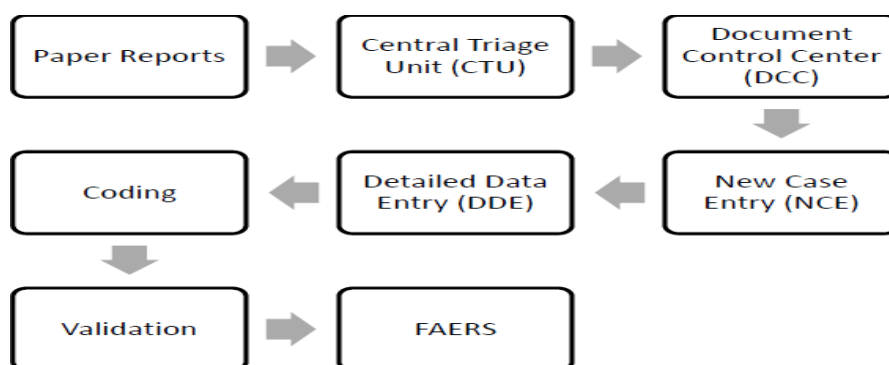 Paper Reports
Central Triage
Unit (CTU)
Document
Control Center
(DCC)
New Case
Entry (NCE)
Detailed Data
Entry (DDE)
Coding
Validation
FAERS